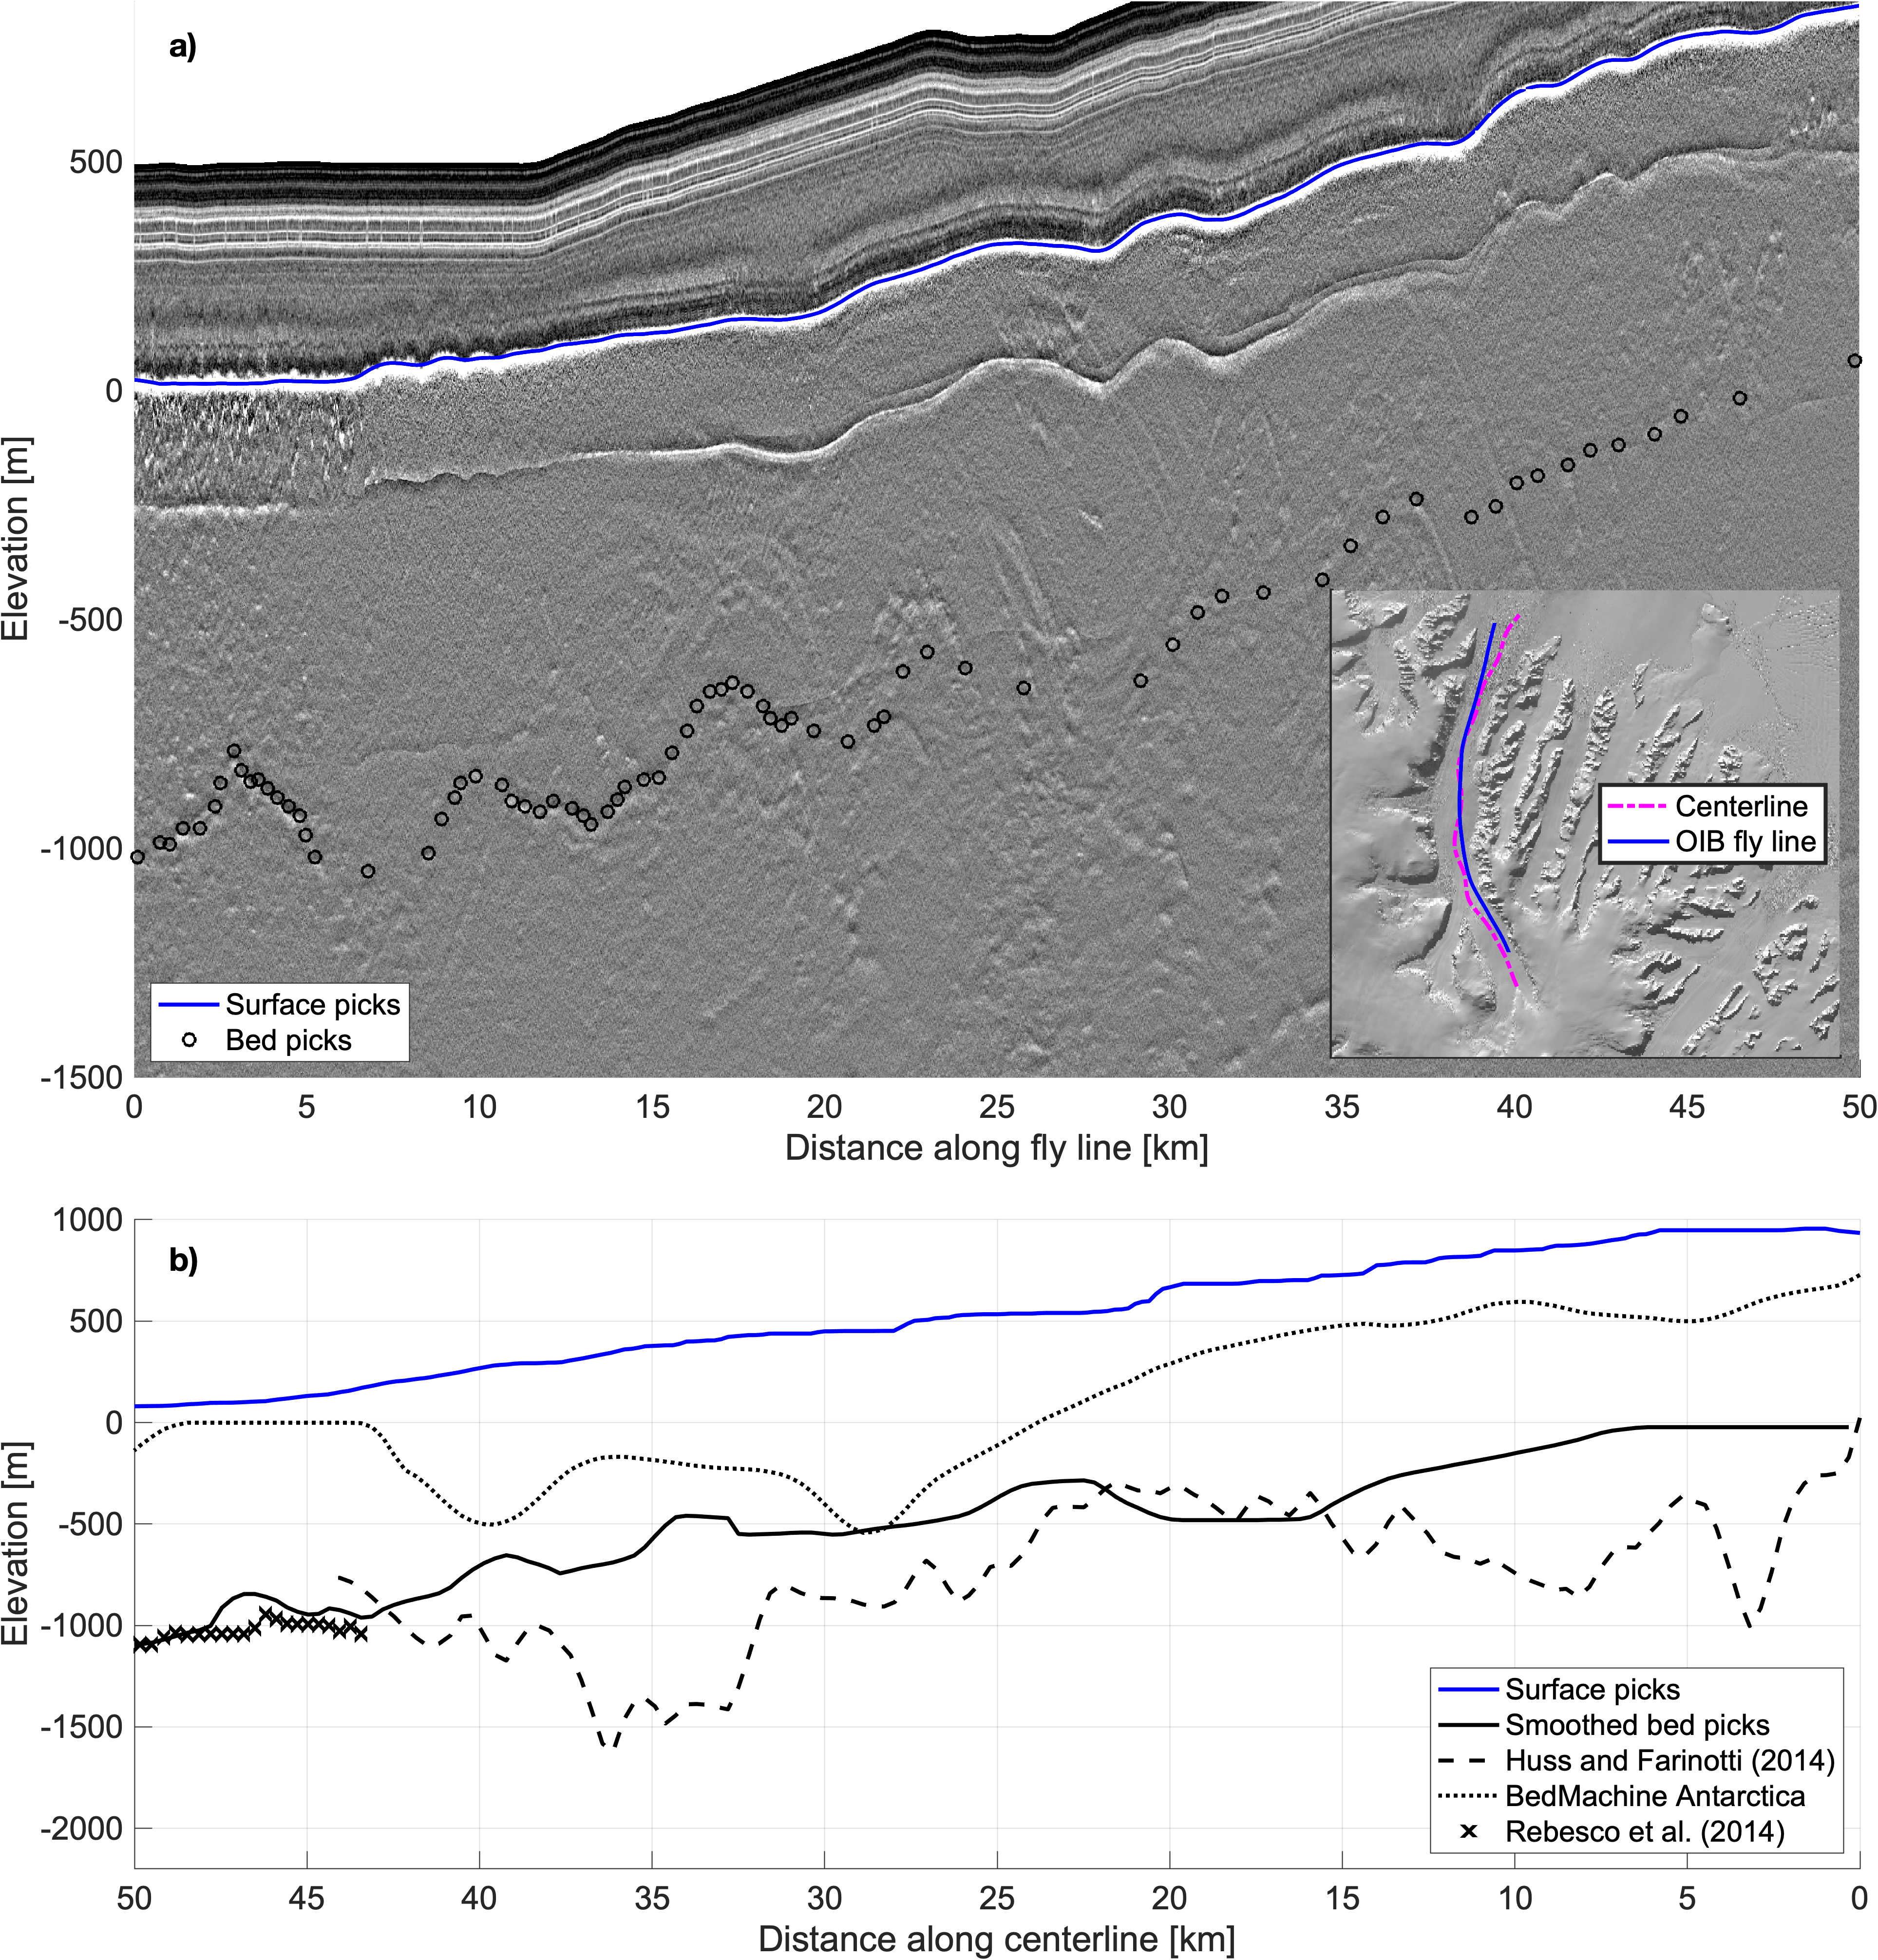 a)
500
0
-500
-1000
-1500
Elevation [m]
Centerline
OIB fly line
Surface picks
Bed picks
0 5 10 15 20 25 30 35 40 45 50
Distance along fly line [km]
b)
1000
500
0
-500
-1000
-1500
-2000
Elevation [m]
Surface picks
Smoothed bed picks
Huss and Farinotti (2014)
BedMachine Antarctica
Rebesco et al. (2014)
50 45 40 35 30 25 20 15 10 5 0
Distance along centerline [km]